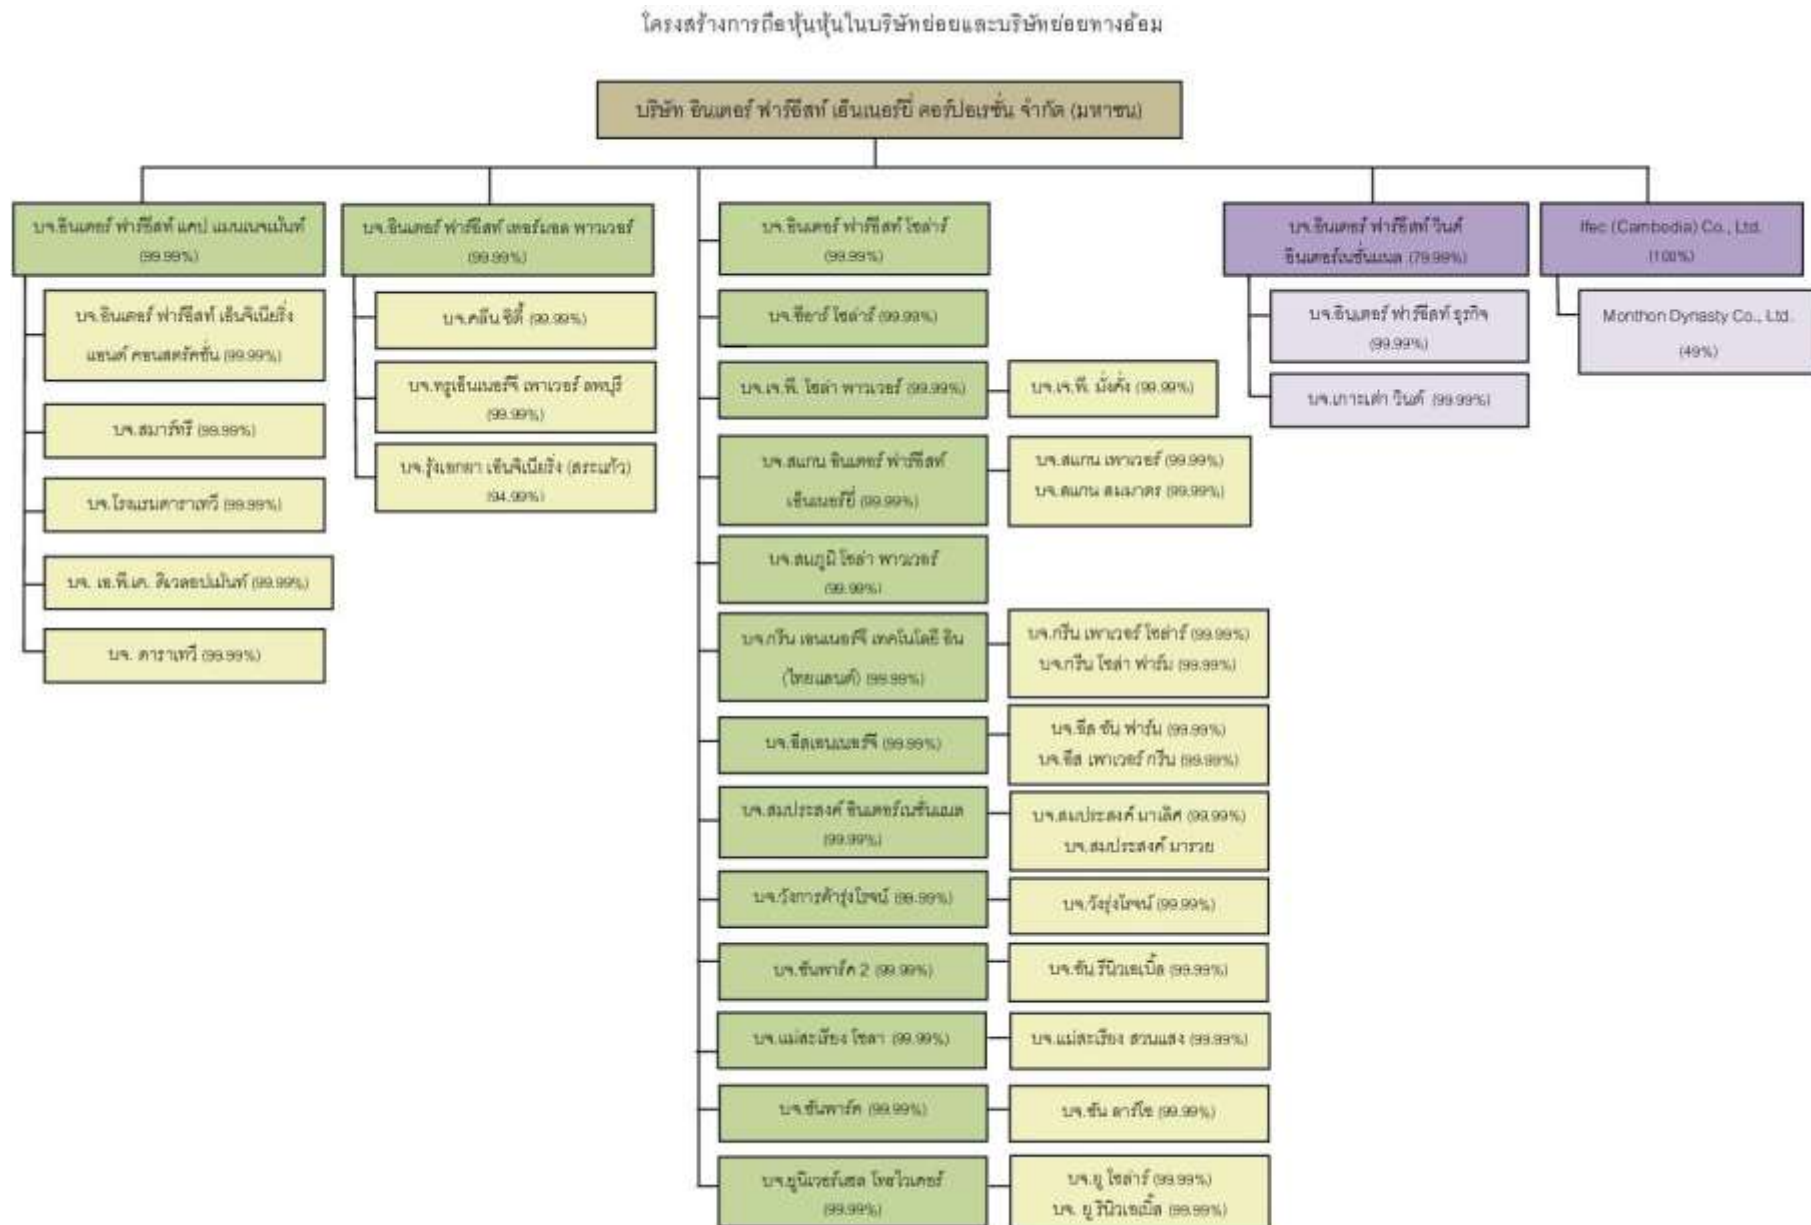 โครงสร้างการถือหุ้นหุ้นในบริษัทย่อยและบริษัทย่อยทางอ้อม
บริษัท อินเตอร์ ฟาร์อีสท์ เอ็นเนอร์ยี่ คอร์ปอเรชั่น จำกัด (มหาชน)
บจ.อินเตอร์ ฟาร์อีสท์ แคป แมนเนจเม้นท์
(99.99%)
บจ.อินเตอร์ ฟาร์อีสท์ เอ็นจิเนียริ่ง
แอนด์ คอนสตรัคชั่น (99.99%)
บจ.สมาร์ททรี (99.99%)
บจ.โรงแรมดาราเทวี (99.99%)
บจ. เอ.พี.เค. ดีเวลอปเม้นท์ (99.99%)
บจ. ดาราเทวี (99.99%)
บจ.อินเตอร์ ฟาร์อีสท์ เทอร์มอล พาวเวอร์
(99.99%)
บจ.คลีน ซิตี้ (99.99%)
บจ.ทรูเอ็นเนอร์จี เพาเวอร์ ลพบุรี
(99.99%)
บจ.รุ่งเอกดา เอ็นจิเนียริ่ง (สระแก้ว)
(94.99%)
บจ.อินเตอร์ ฟาร์อีสท์ โซล่าร์
(99.99%)
บจ.ซีอาร์ โซล่าร์ (99.99%)
บจ.เจ.พี. โซล่า พาวเวอร์ (99.99%)
บจ.เจ.พี. มั่งคั่ง (99.99%)
บจ.สแกน อินเตอร์ ฟาร์อีสท์
เอ็นเนอร์ยี่ (99.99%)
บจ.สแกน เพาเวอร์ (99.99%)
บจ.สแกน สมมาตร (99.99%)
บจ.สมภูมิ โซล่า พาวเวอร์
(99.99%)
บจ.กรีน เอนเนอร์จี เทคโนโลยี อิน
(ไทยแลนด์) (99.99%)
บจ.กรีน เพาเวอร์ โซล่าร์ (99.99%)
บจ.กรีน โซล่า ฟาร์ม (99.99%)
บจ.อีสเอนเนอร์จี (99.99%)
บจ.อีส ซัน ฟาร์ม (99.99%)
บจ.อีส เพาเวอร์ กรีน (99.99%)
บจ.สมประสงค์ อินเตอร์เนชั่นแนล
(99.99%)
บจ.สมประสงค์ มาเลิศ (99.99%)
บจ.สมประสงค์ มารวย
บจ.วังการค้ารุ่งโรจน์ (99.99%)
บจ.วังรุ่งโรจน์ (99.99%)
บจ.ซันพาร์ค 2 (99.99%)
บจ.ซัน รีนิวเอเบิ้ล (99.99%)
บจ.แม่สะเรียง โซลา (99.99%)
บจ.แม่สะเรียง สวนแสง (99.99%)
บจ.ซันพาร์ค (99.99%)
บจ.ซัน ลาร์โซ (99.99%)
บจ.ยูนิเวอร์แซล โพรไวเดอร์
(99.99%)
บจ.ยู โซล่าร์ (99.99%)
บจ. ยู รีนิวเอเบิ้ล (99.99%)
บจ.อินเตอร์ ฟาร์อีสท์ วินด์
อินเตอร์เนชั่นแนล (79.99%)
บจ.อินเตอร์ ฟาร์อีสท์ ธุรกิจ
(99.99%)
บจ.เกาะเต่า วินด์ (99.99%)
Ifec (Cambodia) Co., Ltd.
(100%)
Monthon Dynasty Co., Ltd.
(49%)